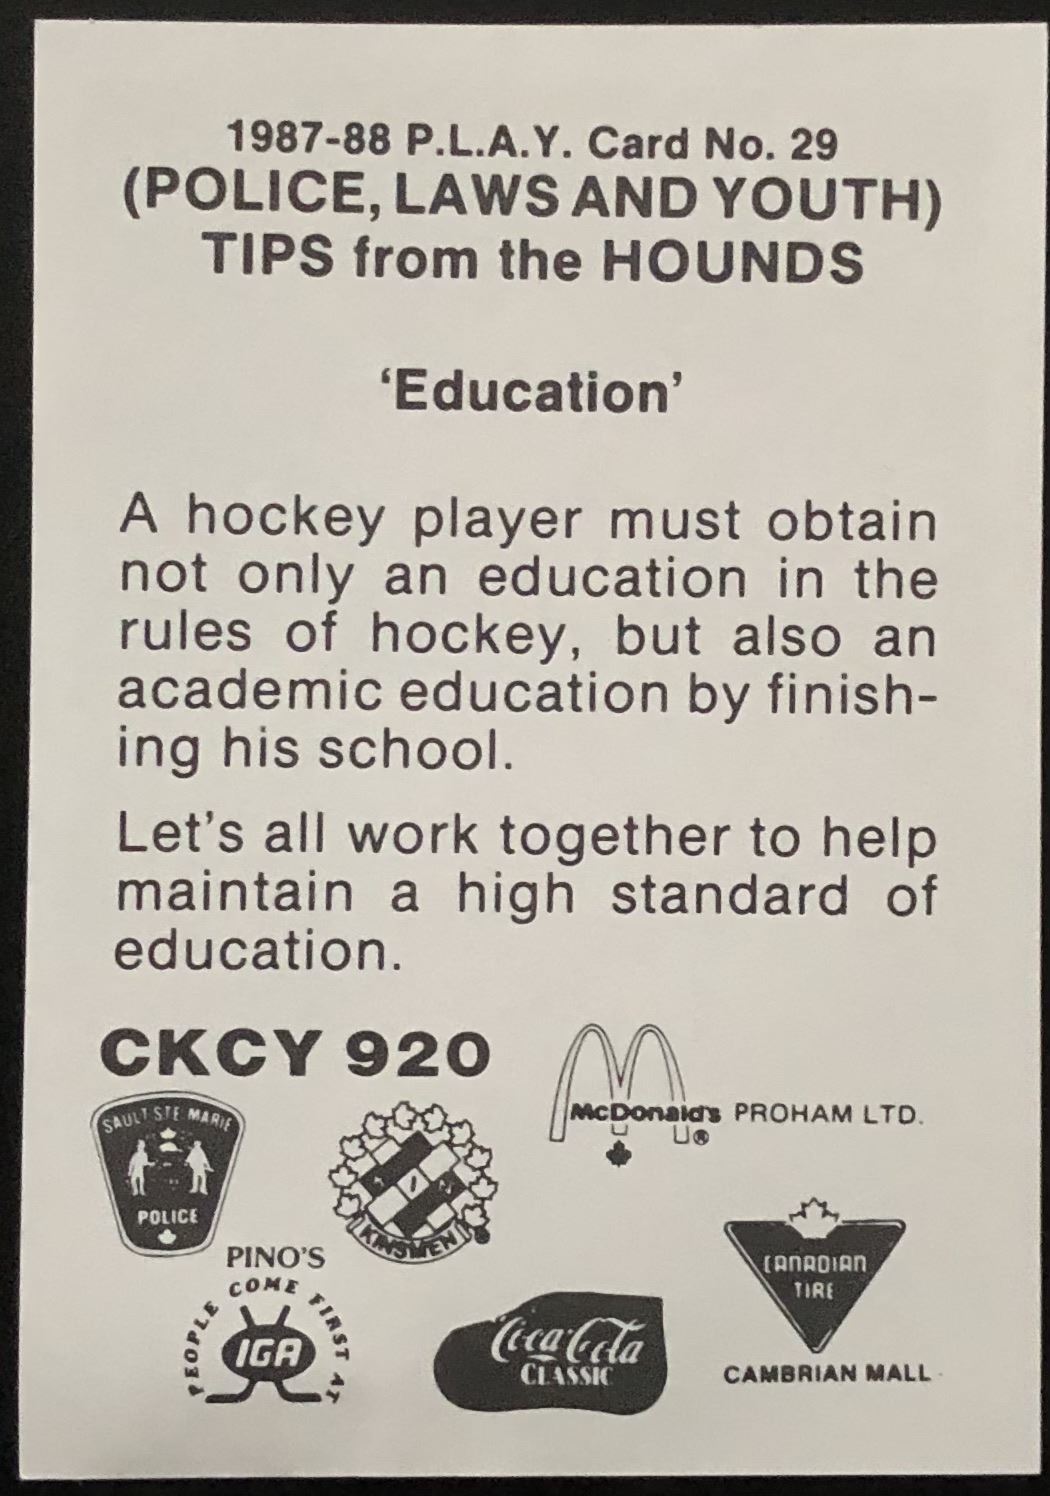 1987-88 P.L.A.Y. Card No. 29
(POLICE, LAWS AND YOUTH)
TIPS from the HOUNDS
‘Education’
A hockey player must obtain
not only an education in the
rules of hockey, but also an
academic education by finish-
ing his school.
Let's all work together to help
maintain a high standard of
education.
CKCY 920
McDonald's PROHAM LTD.
®
SAULT STE MARIE
POLICE
K I N
KINSMEN ®
PINO'S
PEOPLE COME FIRST AT
IGA
Coca-Cola
CLASSIC
CANADIAN
TIRE
CAMBRIAN MALL